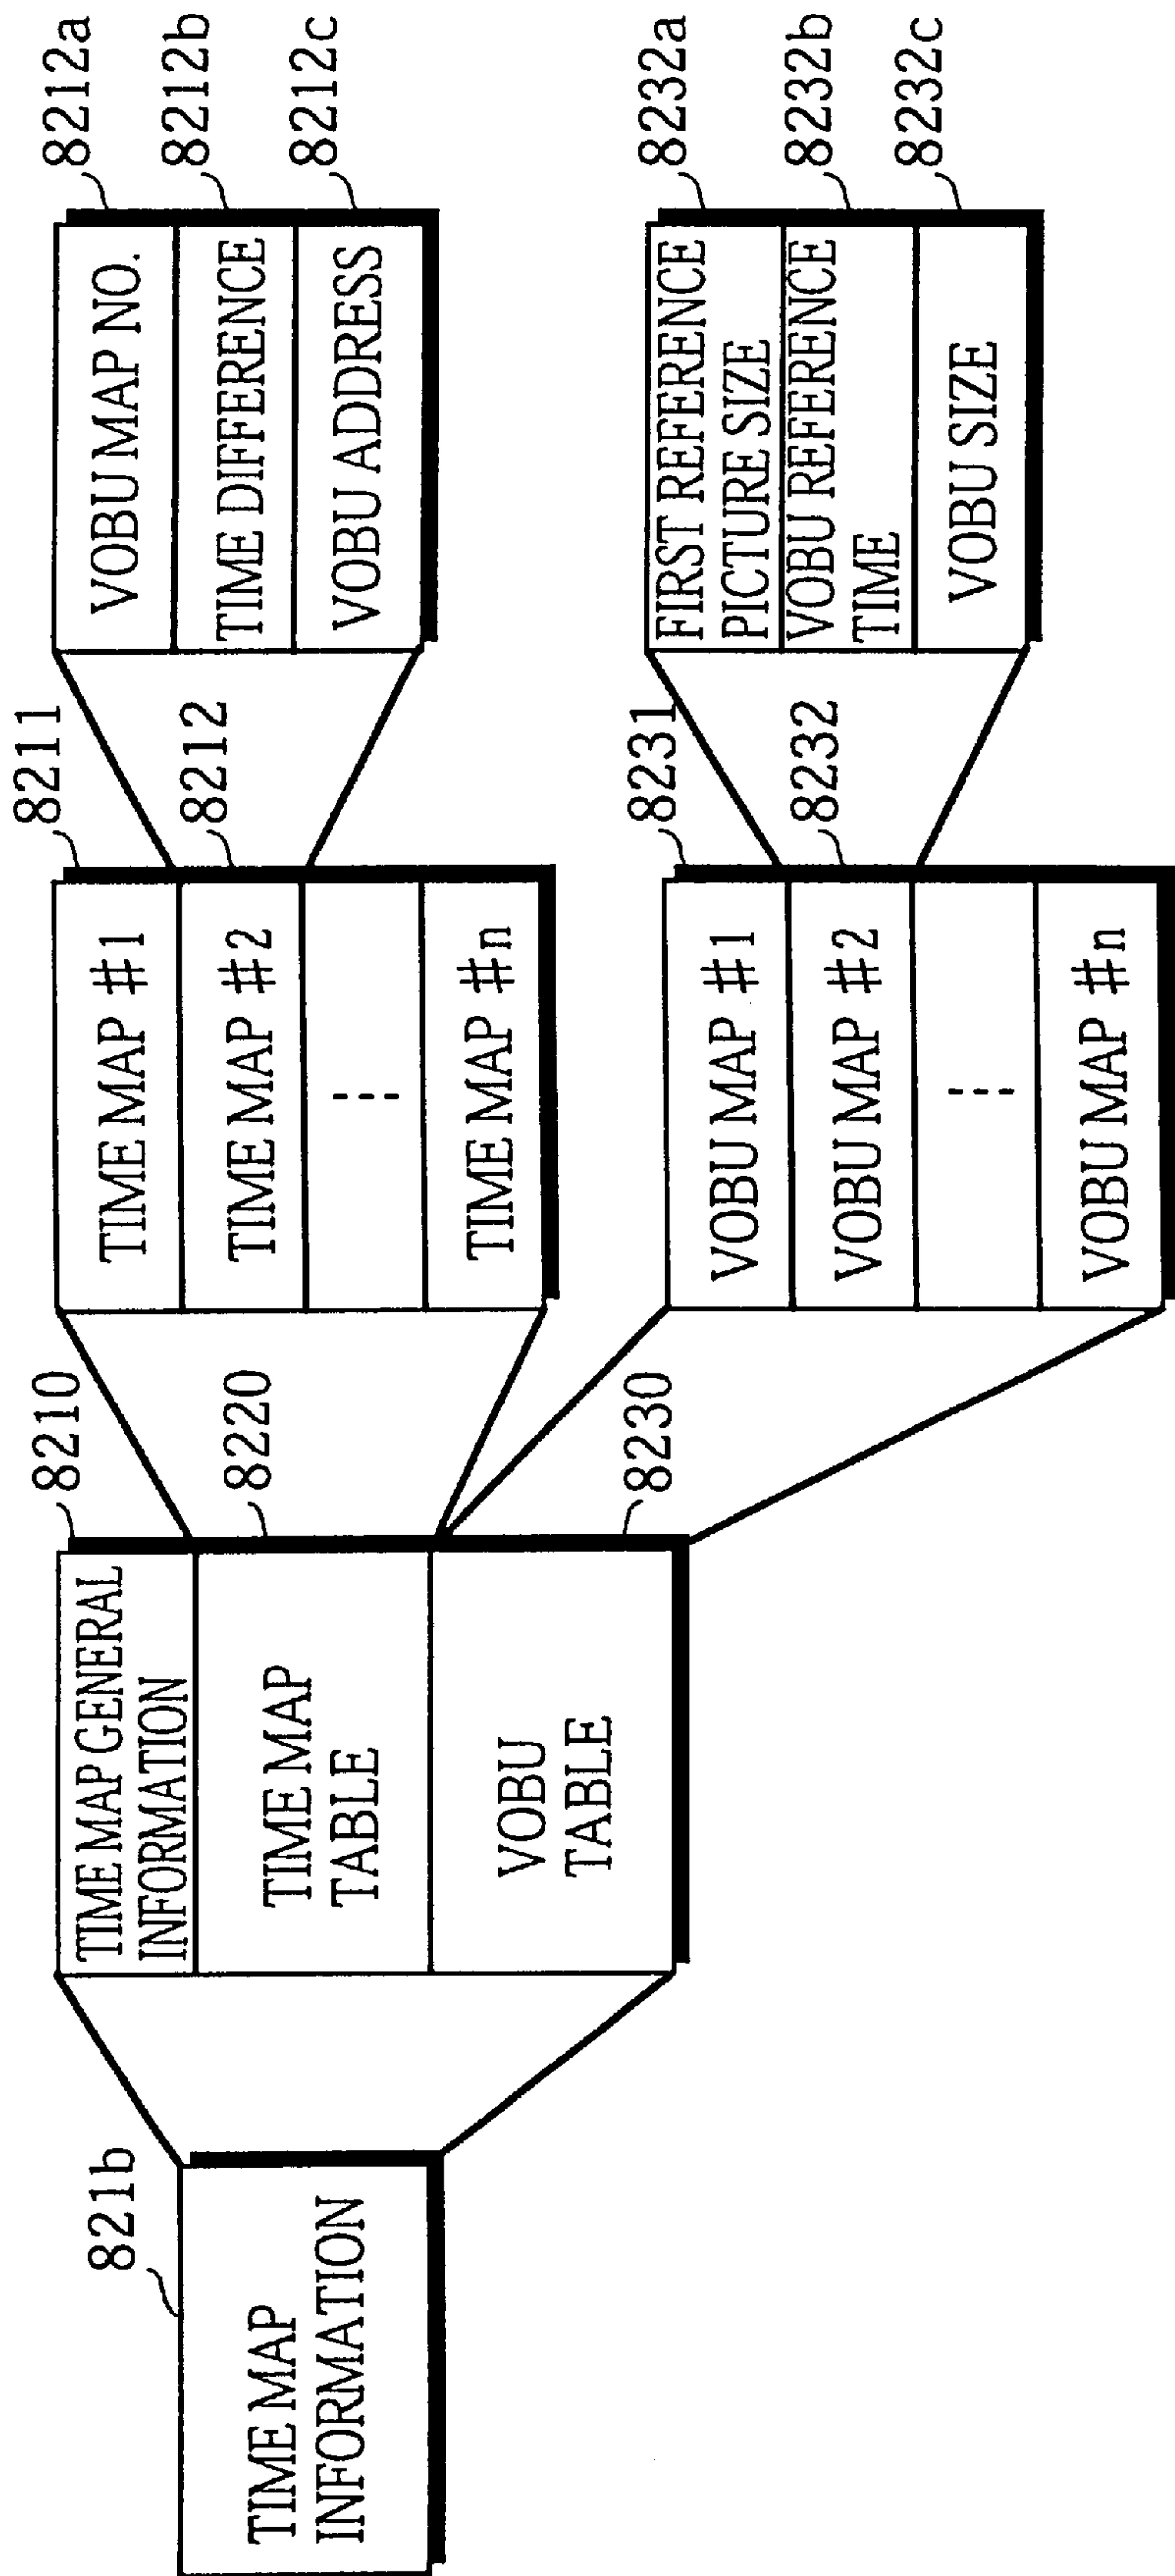 821b
TIME MAP
INFORMATION
8210
TIME MAP GENERAL
INFORMATION
8220
TIME MAP
TABLE
8230
VOBU
TABLE
8211
TIME MAP #1
8212
TIME MAP #2
TIME MAP #n
8231
VOBU MAP #1
8232
VOBU MAP #2
VOBU MAP #n
8212a
VOBU MAP NO.
8212b
TIME DIFFERENCE
8212c
VOBU ADDRESS
8232a
FIRST REFERENCE
PICTURE SIZE
8232b
VOBU REFERENCE
TIME
8232c
VOBU SIZE